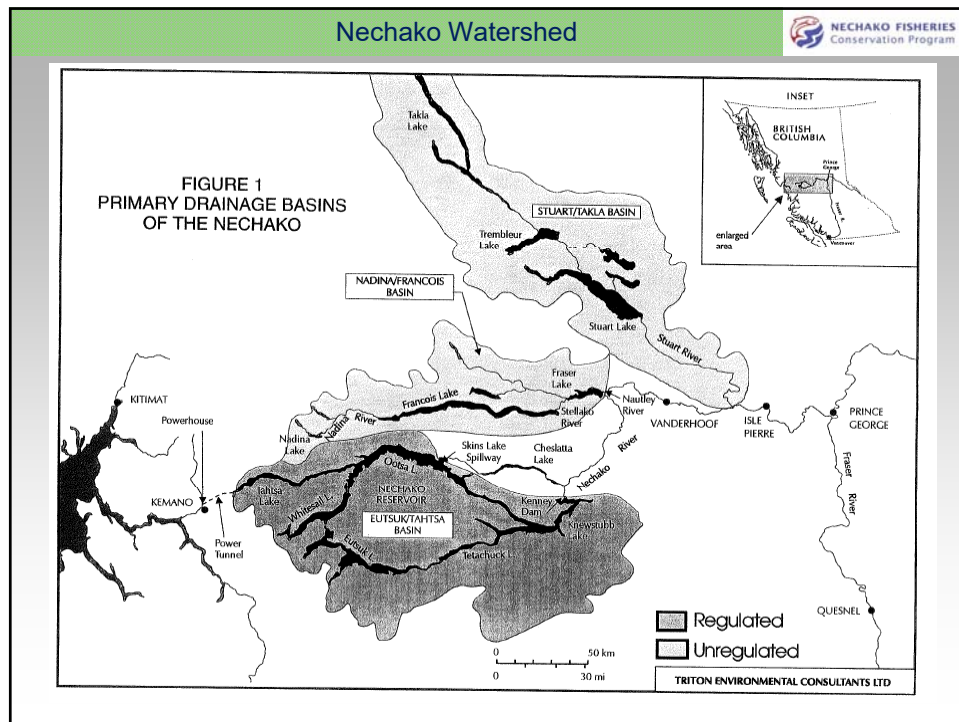 Nechako Watershed
NECHAKO FISHERIES
Conservation Program
FIGURE 1
PRIMARY DRAINAGE BASINS
OF THE NECHAKO
INSET
BRITISH
COLUMBIA
Prince
George
enlarged
area
Vancouver
Takla
Lake
STUART/TAKLA BASIN
Trembleur
Lake
NADINA/FRANCOIS
BASIN
Stuart Lake
Stuart River
Fraser
Lake
Francois Lake
Nadina River
Nadina
Lake
Stellako
River
Nautley
River
VANDERHOOF
ISLE
PIERRE
PRINCE
GEORGE
KITIMAT
Powerhouse
KEMANO
Power
Tunnel
Skins Lake
Spillway
Cheslatta
Lake
Nechako River
Ootsa L.
Tahtsa
Lake
Whitesail L.
NECHAKO
RESERVOIR
EUTSUK/TAHTSA
BASIN
Eutsuk L.
Tetachuck L.
Kenney
Dam
Knewstubb
Lake
Fraser River
QUESNEL
Regulated
Unregulated
0 50 km
0 30 mi
TRITON ENVIRONMENTAL CONSULTANTS LTD